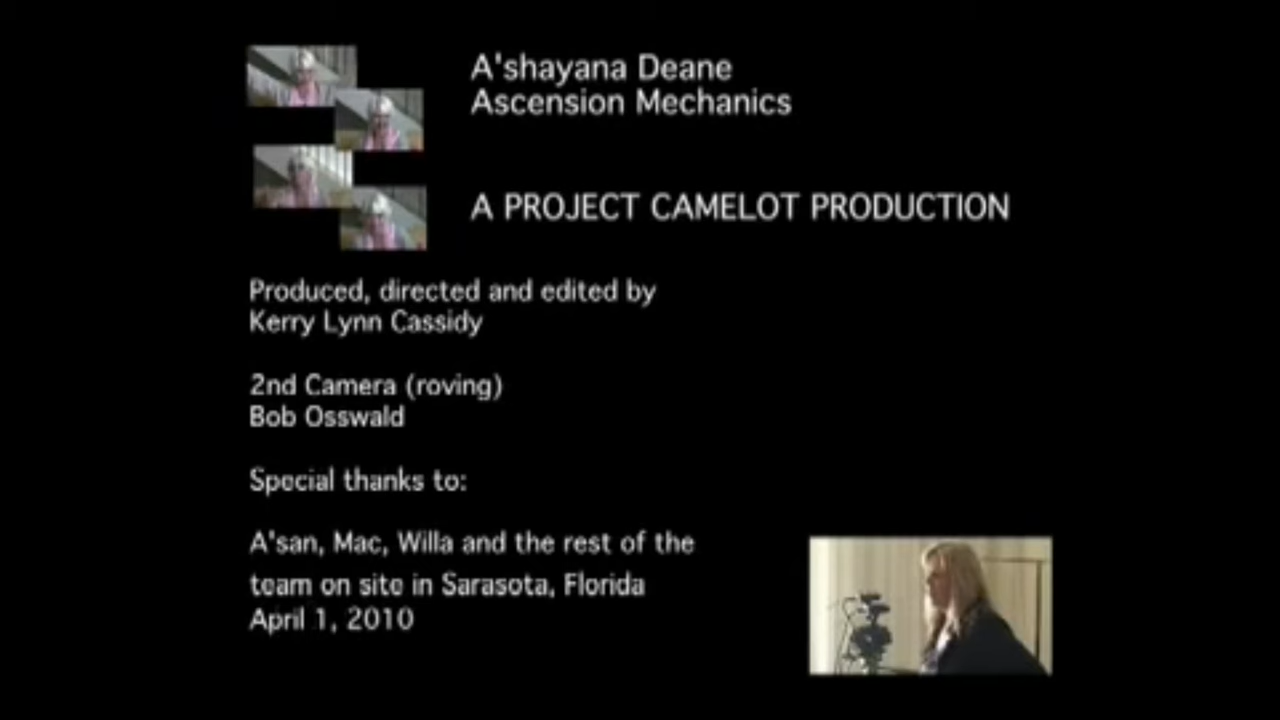 A'shayana Deane
Ascension Mechanics
A PROJECT CAMELOT PRODUCTION
Produced, directed and edited by
Kerry Lynn Cassidy
2nd Camera (roving)
Bob Osswald
Special thanks to:
A'san, Mac, Willa and the rest of the
team on site in Sarasota, Florida
April 1, 2010